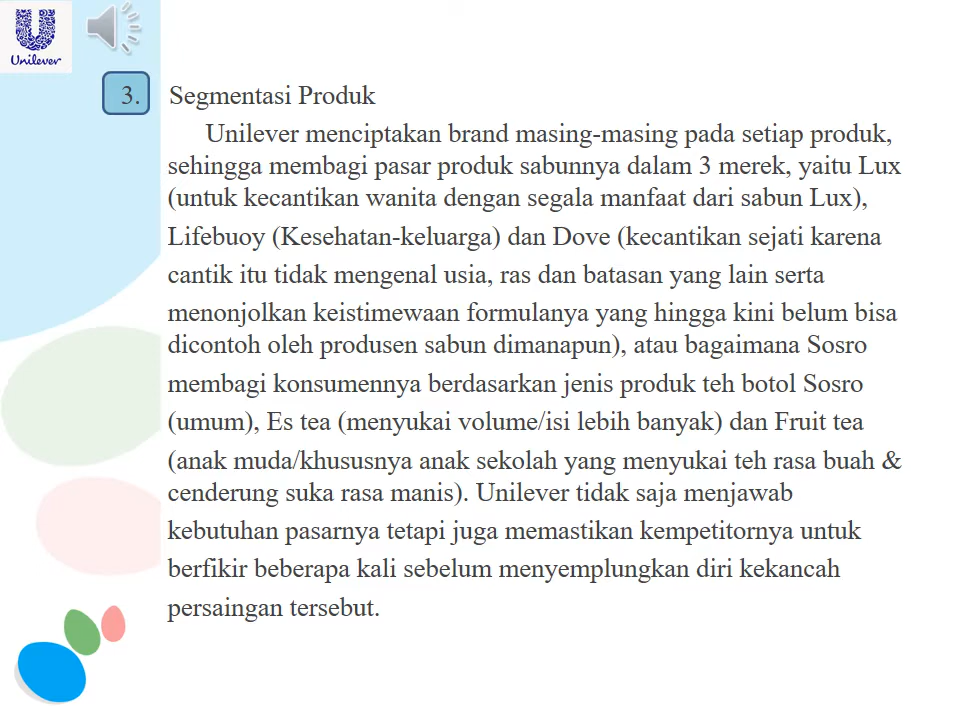 Unilever
3. Segmentasi Produk
Unilever menciptakan brand masing-masing pada setiap produk,
sehingga membagi pasar produk sabunnya dalam 3 merek, yaitu Lux
(untuk kecantikan wanita dengan segala manfaat dari sabun Lux),
Lifebuoy (Kesehatan-keluarga) dan Dove (kecantikan sejati karena
cantik itu tidak mengenal usia, ras dan batasan yang lain serta
menonjolkan keistimewaan formulanya yang hingga kini belum bisa
dicontoh oleh produsen sabun dimanapun), atau bagaimana Sosro
membagi konsumennya berdasarkan jenis produk teh botol Sosro
(umum), Es tea (menyukai volume/isi lebih banyak) dan Fruit tea
(anak muda/khususnya anak sekolah yang menyukai teh rasa buah &
cenderung suka rasa manis). Unilever tidak saja menjawab
kebutuhan pasarnya tetapi juga memastikan kempetitornya untuk
berfikir beberapa kali sebelum menyemplungkan diri kekancah
persaingan tersebut.